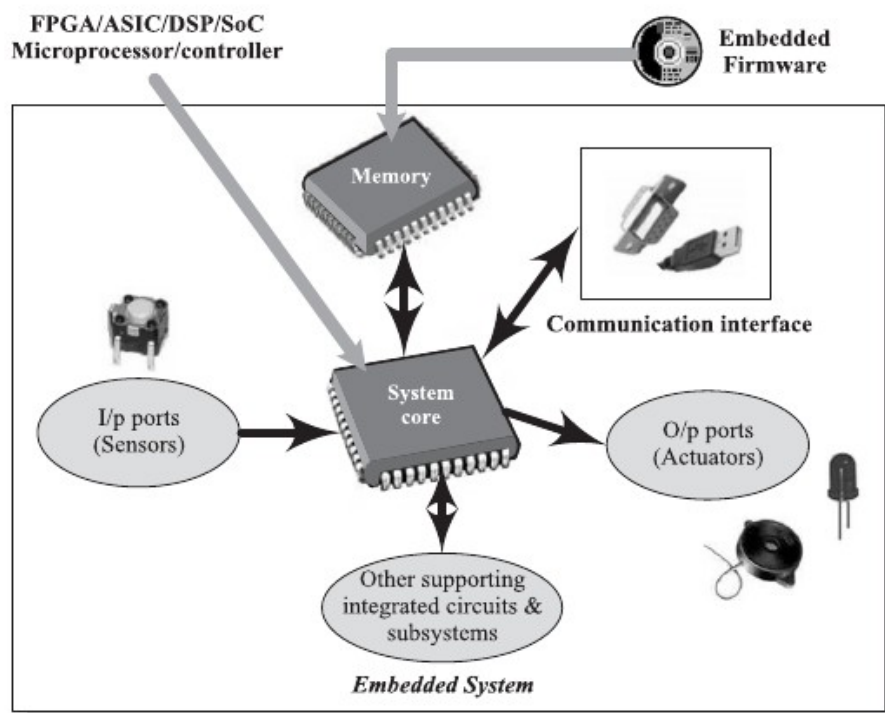 FPGA/ASIC/DSP/SoC
Microprocessor/controller
Embedded
Firmware
Memory
Communication interface
System
core
I/p ports
(Sensors)
O/p ports
(Actuators)
Other supporting
integrated circuits &
subsystems
Embedded System